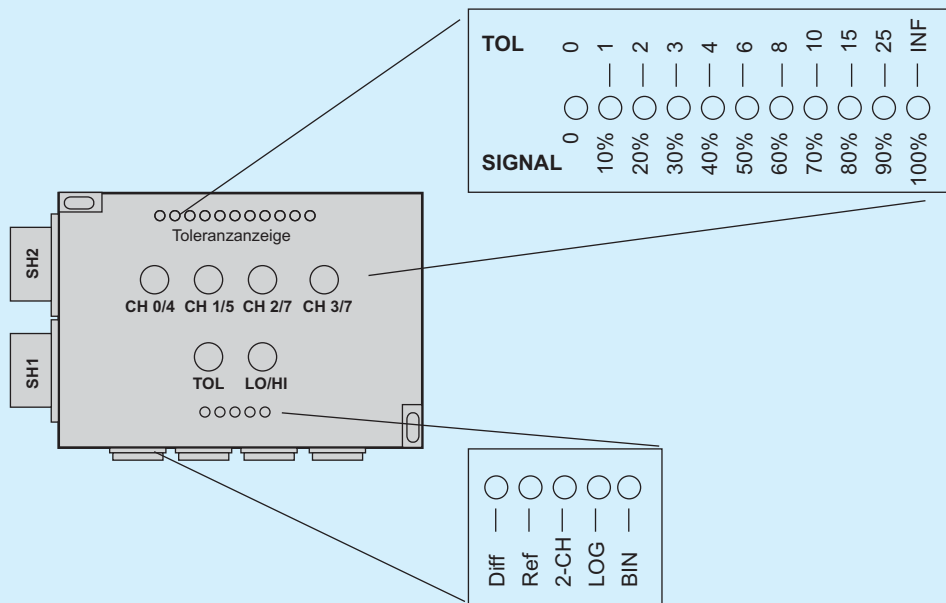 TOL 0 1 2 3 4 6 8 10 15 25 INF
SIGNAL 0 10% 20% 30% 40% 50% 60% 70% 80% 90% 100%
Toleranzanzeige
SH2
CH 0/4 CH 1/5 CH 2/7 CH 3/7
SH1
TOL LO/HI
Diff
Ref
2-CH
LOG
BIN